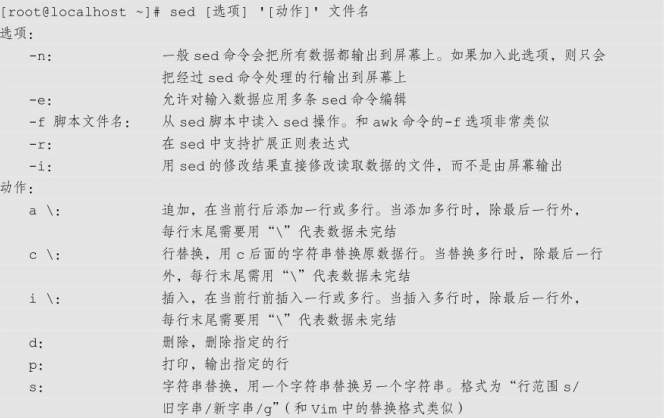 [root@localhost ~]# sed [选项] '[动作]' 文件名
选项:
-n: 一般 sed 命令会把所有数据都输出到屏幕上。如果加入此选项，则只会
把经过 sed 命令处理的行输出到屏幕上
-e: 允许对输入数据应用多条 sed 命令编辑
-f 脚本文件名: 从 sed 脚本中读入 sed 操作。和 awk 命令的-f 选项非常类似
-r: 在 sed 中支持扩展正则表达式
-i: 用 sed 的修改结果直接修改读取数据的文件，而不是由屏幕输出
动作:
a \: 追加，在当前行后添加一行或多行。当添加多行时，除最后一行外，
每行末尾需要用“\”代表数据未完结
c \: 行替换，用 c 后面的字符串替换原数据行。当替换多行时，除最后一行
外，每行末尾需用“\”代表数据未完结
i \: 插入，在当前行前插入一行或多行。当插入多行时，除最后一行外，
每行末尾需要用“\”代表数据未完结
d: 删除，删除指定的行
p: 打印，输出指定的行
s: 字符串替换，用一个字符串替换另一个字符串。格式为“行范围 s/
旧字串/新字串/g”(和 Vim 中的替换格式类似)